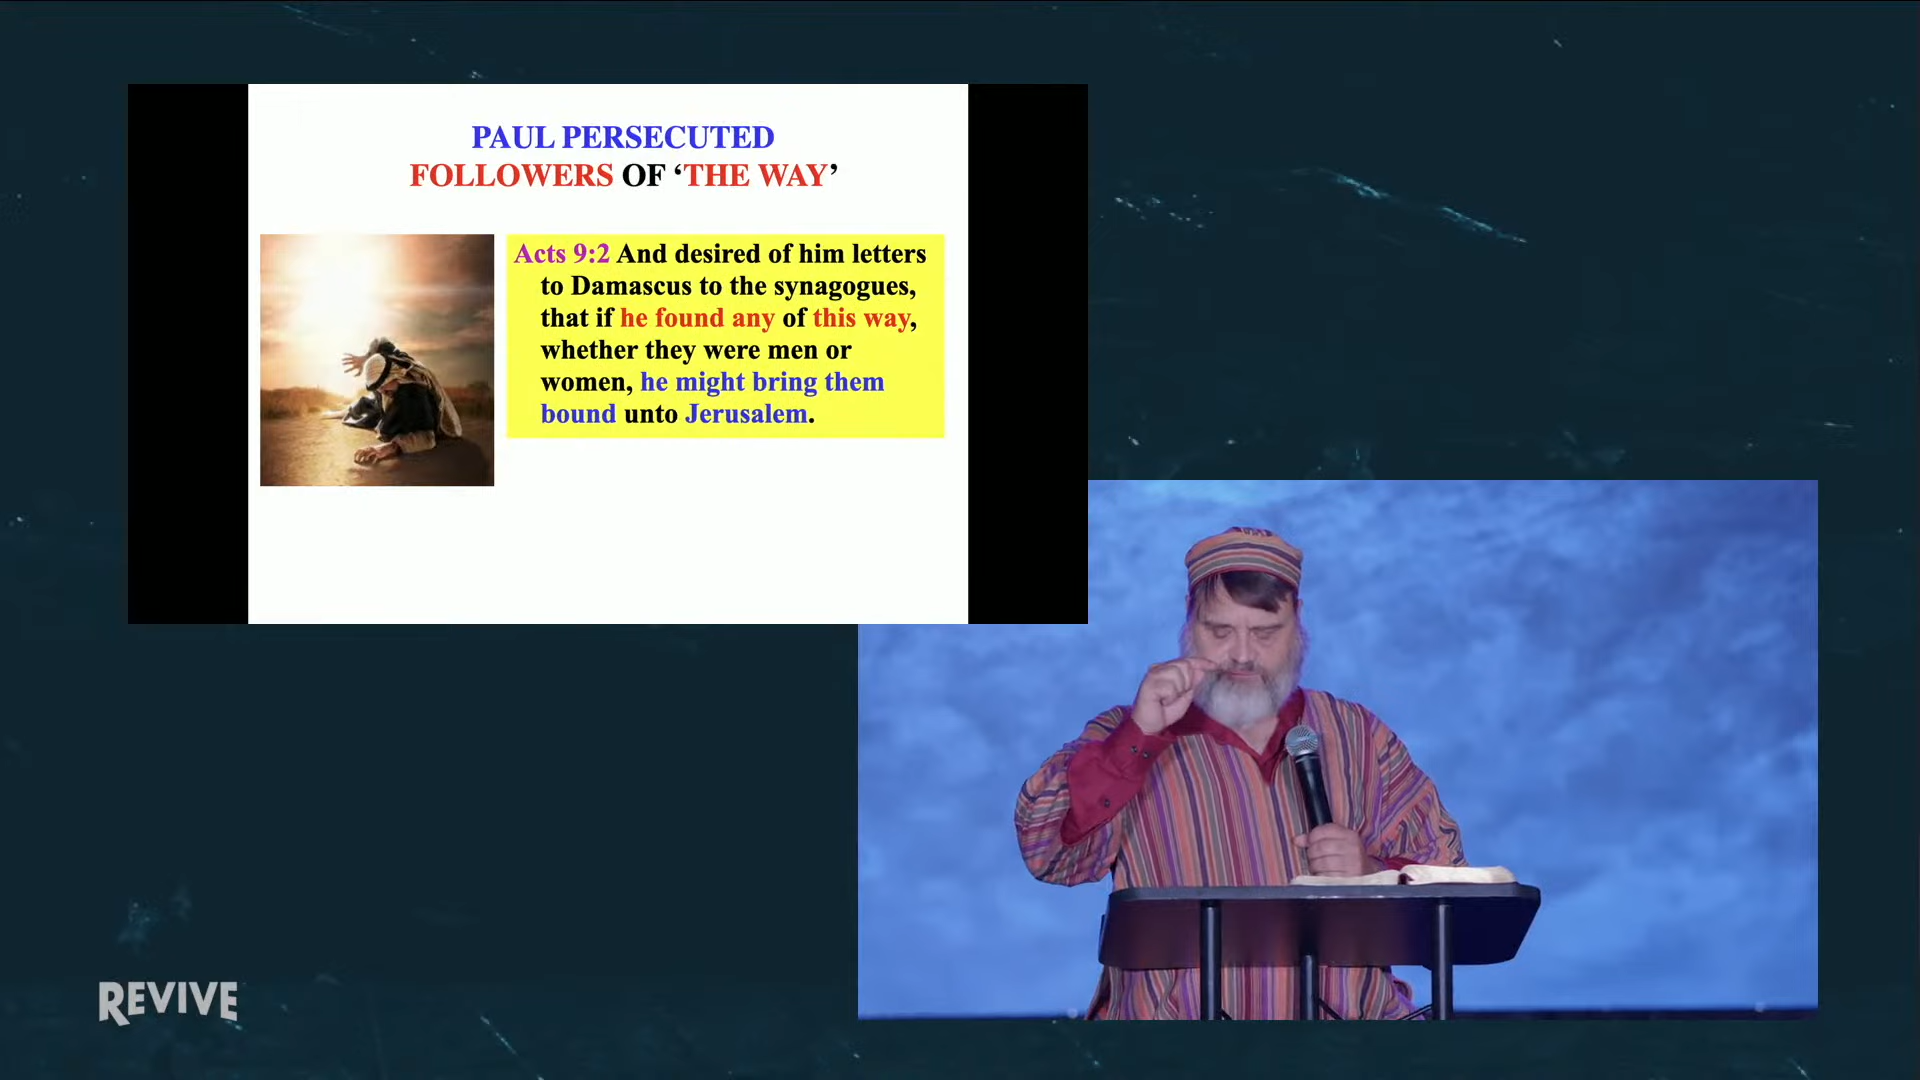 PAUL PERSECUTED
FOLLOWERS OF ‘THE WAY’
Acts 9:2 And desired of him letters
to Damascus to the synagogues,
that if he found any of this way,
whether they were men or
women, he might bring them
bound unto Jerusalem.
REVIVE